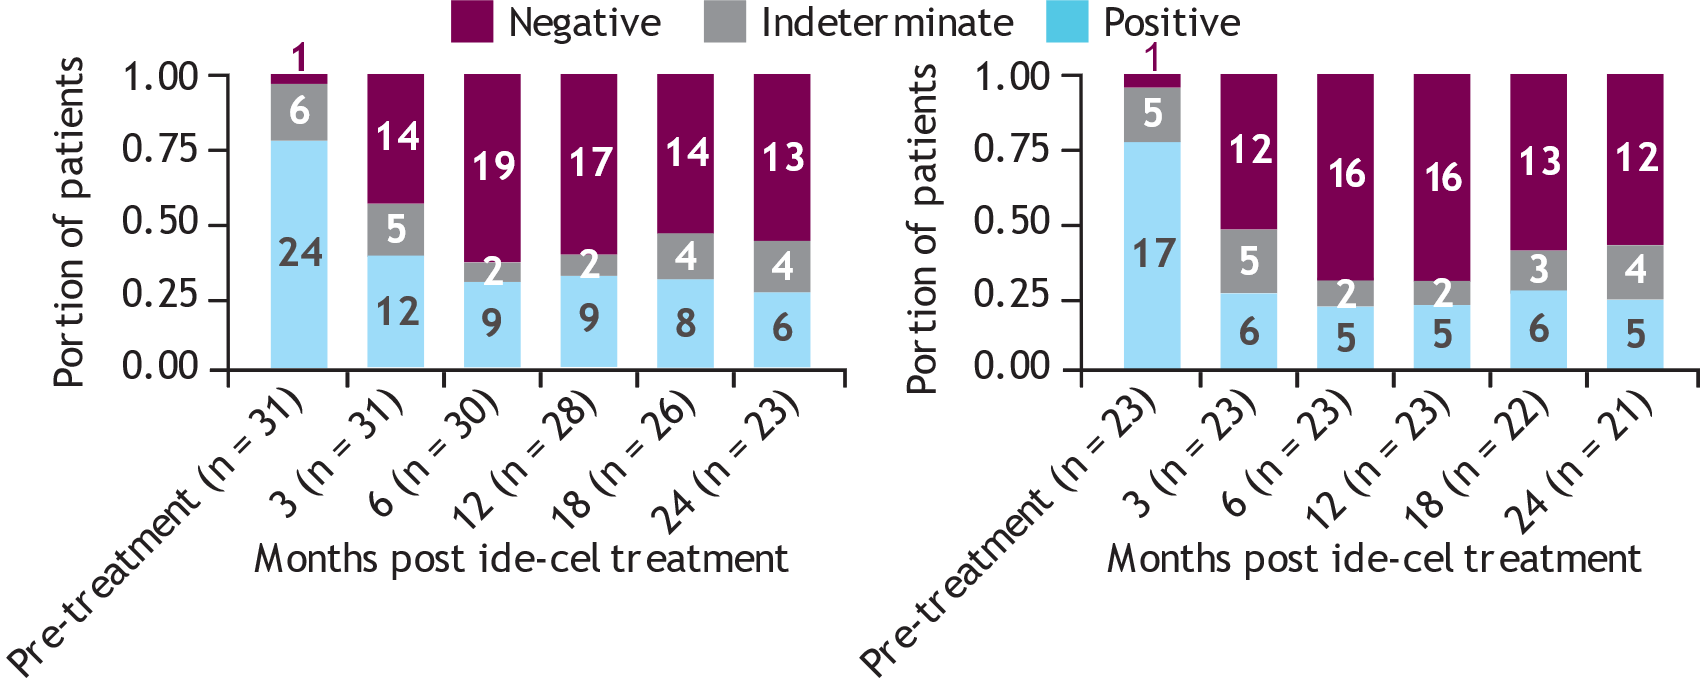 Negative Indeterminate Positive
Portion of patients
1.00
0.75
0.50
0.25
0.00
1
6
24
14
5
12
19
2
9
17
2
9
14
4
8
13
4
6
Pre-treatment (n = 31)
3 (n = 31)
6 (n = 30)
12 (n = 28)
18 (n = 26)
24 (n = 23)
Months post ide-cel treatment
Portion of patients
1.00
0.75
0.50
0.25
0.00
1
5
17
12
5
6
16
2
5
16
2
5
13
3
6
12
4
5
Pre-treatment (n = 23)
3 (n = 23)
6 (n = 23)
12 (n = 23)
18 (n = 22)
24 (n = 21)
Months post ide-cel treatment